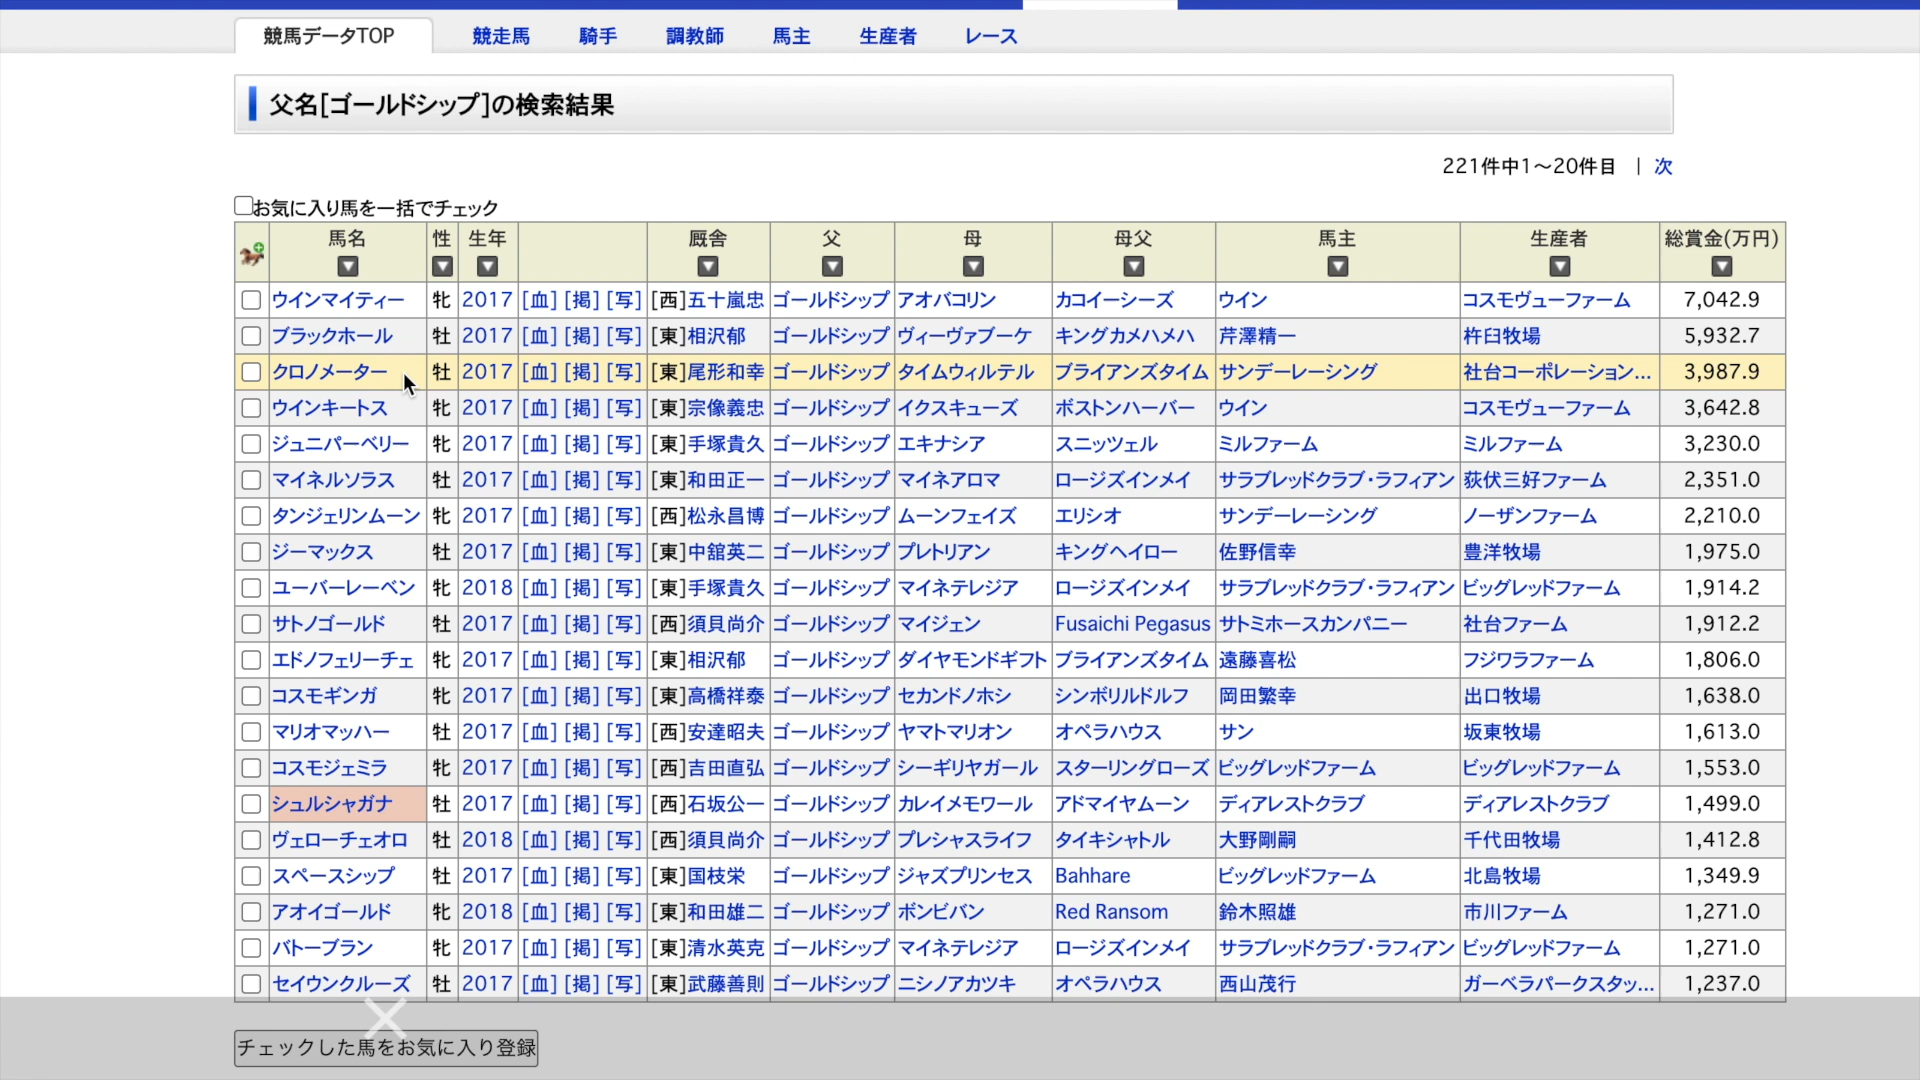 競馬データTOP 競走馬 騎手 調教師 馬主 生産者 レース
父名[ゴールドシップ]の検索結果
221件中1～20件目 | 次
お気に入り馬を一括でチェック
馬名 性 生年 厩舎 父 母 母父 馬主 生産者 総賞金(万円)
ウインマイティー 牝 2017 [血] [掲] [写] [西]五十嵐忠 ゴールドシップ アオバコリン カコイーシーズ ウイン コスモヴューファーム 7,042.9
ブラックホール 牡 2017 [血] [掲] [写] [東]相沢郁 ゴールドシップ ヴィーヴァブーケ キングカメハメハ 芹澤精一 杵臼牧場 5,932.7
クロノメーター 牡 2017 [血] [掲] [写] [東]尾形和幸 ゴールドシップ タイムウィルテル ブライアンズタイム サンデーレーシング 社台コーポレーション... 3,987.9
ウインキートス 牝 2017 [血] [掲] [写] [東]宗像義忠 ゴールドシップ イクスキューズ ボストンハーバー ウイン コスモヴューファーム 3,642.8
ジュニパーベリー 牝 2017 [血] [掲] [写] [東]手塚貴久 ゴールドシップ エキナシア スニッツェル ミルファーム ミルファーム 3,230.0
マイネルソラス 牡 2017 [血] [掲] [写] [東]和田正一 ゴールドシップ マイネアロマ ロージズインメイ サラブレッドクラブ・ラフィアン 荻伏三好ファーム 2,351.0
タンジェリンムーン 牝 2017 [血] [掲] [写] [西]松永昌博 ゴールドシップ ムーンフェイズ エリシオ サンデーレーシング ノーザンファーム 2,210.0
ジーマックス 牡 2017 [血] [掲] [写] [東]中舘英二 ゴールドシップ プレトリアン キングヘイロー 佐野信幸 豊洋牧場 1,975.0
ユーバーレーベン 牝 2018 [血] [掲] [写] [東]手塚貴久 ゴールドシップ マイネテレジア ロージズインメイ サラブレッドクラブ・ラフィアン ビッグレッドファーム 1,914.2
サトノゴールド 牡 2017 [血] [掲] [写] [西]須貝尚介 ゴールドシップ マイジェン Fusaichi Pegasus サトミホースカンパニー 社台ファーム 1,912.2
エドノフェリーチェ 牝 2017 [血] [掲] [写] [東]相沢郁 ゴールドシップ ダイヤモンドギフト ブライアンズタイム 遠藤喜松 フジワラファーム 1,806.0
コスモギンガ 牝 2017 [血] [掲] [写] [東]高橋祥泰 ゴールドシップ セカンドノホシ シンボリルドルフ 岡田繁幸 出口牧場 1,638.0
マリオマッハー 牡 2017 [血] [掲] [写] [西]安達昭夫 ゴールドシップ ヤマトマリオン オペラハウス サン 坂東牧場 1,613.0
コスモジェミラ 牝 2017 [血] [掲] [写] [西]吉田直弘 ゴールドシップ シーギリヤガール スターリングローズ ビッグレッドファーム ビッグレッドファーム 1,553.0
シュルシャガナ 牡 2017 [血] [掲] [写] [西]石坂公一 ゴールドシップ カレイメモワール アドマイヤムーン ディアレストクラブ ディアレストクラブ 1,499.0
ヴェローチェオロ 牡 2018 [血] [掲] [写] [西]須貝尚介 ゴールドシップ プレシャスライフ タイキシャトル 大野剛嗣 千代田牧場 1,412.8
スペースシップ 牡 2017 [血] [掲] [写] [東]国枝栄 ゴールドシップ ジャズプリンセス Bahhare ビッグレッドファーム 北島牧場 1,349.9
アオイゴールド 牝 2018 [血] [掲] [写] [東]和田雄二 ゴールドシップ ボンビバン Red Ransom 鈴木照雄 市川ファーム 1,271.0
バトーブラン 牝 2017 [血] [掲] [写] [東]清水英克 ゴールドシップ マイネテレジア ロージズインメイ サラブレッドクラブ・ラフィアン ビッグレッドファーム 1,271.0
セイウンクルーズ 牡 2017 [血] [掲] [写] [東]武藤善則 ゴールドシップ ニシノアカツキ オペラハウス 西山茂行 ガーベラパークスタッ... 1,237.0
チェックした馬をお気に入り登録